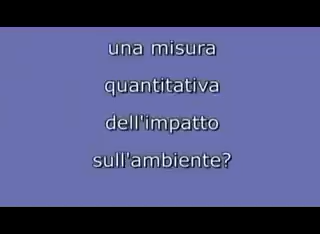 una misura
quantitativa
dell'impatto
sull'ambiente?